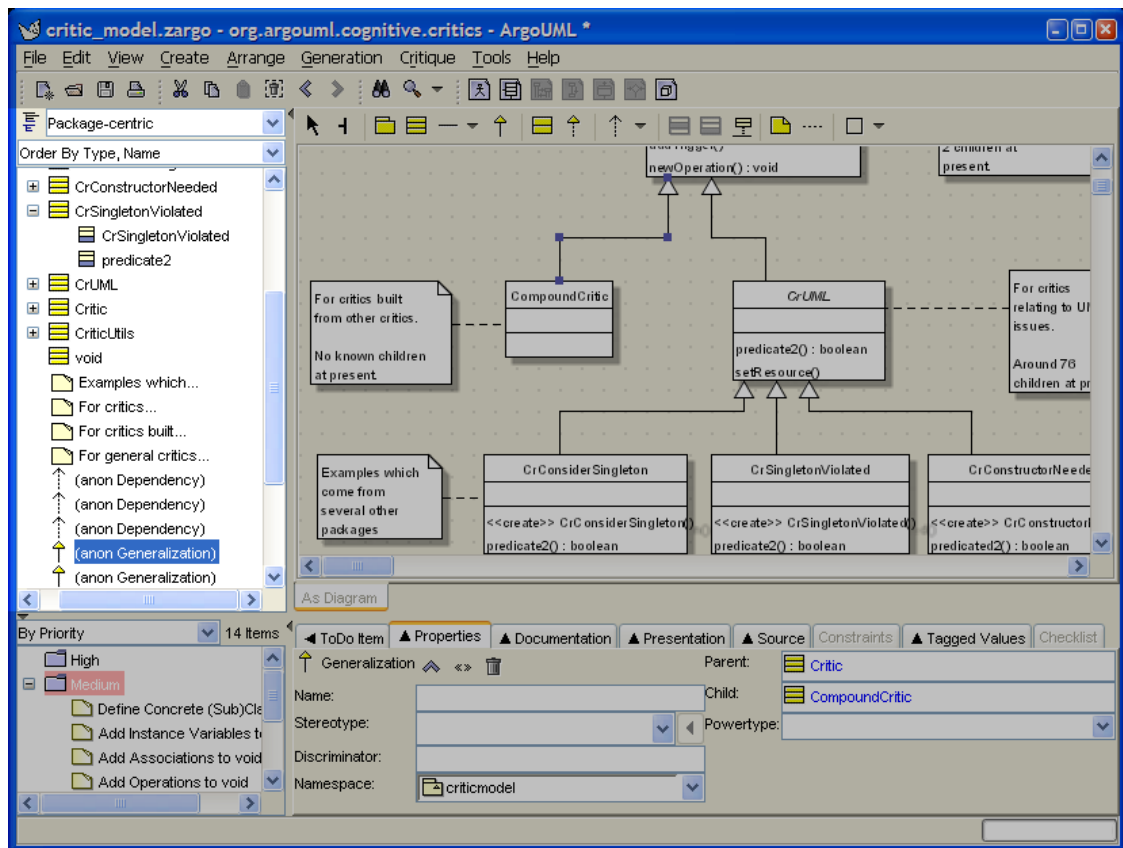 critic_model.zargo - org.argouml.cognitive.critics - ArgoUML *
File Edit View Create Arrange Generation Critique Tools Help
Package-centric
Order By Type, Name
CrConstructorNeeded
CrSingletonViolated
CrSingletonViolated
predicate2
CrUML
Critic
CriticUtils
void
Examples which...
For critics...
For critics built...
For general critics...
(anon Dependency)
(anon Dependency)
(anon Dependency)
(anon Generalization)
(anon Generalization)
newOperation() : void
2 children at
present.
For critics built
from other critics.
No known children
at present.
CompoundCritic
CrUML
predicate2() : boolean
setResource()
For critics
relating to
issues.
Around 76
children at
Examples which
come from
several other
packages
CrConsiderSingleton
<<create>> CrConsiderSingleton()
predicate2() : boolean
CrSingletonViolated
<<create>> CrSingletonViolated()
predicate2() : boolean
CrConstructorNeede
<<create>>
predicated2() : boolean
As Diagram
By Priority 14 Items
High
Medium
Define Concrete (Sub)Cla
Add Instance Variables to
Add Associations to void
Add Operations to void
ToDo Item Properties Documentation Presentation Source Constraints Tagged Values Checklist
Generalization
Name:
Stereotype:
Discriminator:
Namespace: criticmodel
Parent: Critic
Child: CompoundCritic
Powertype: